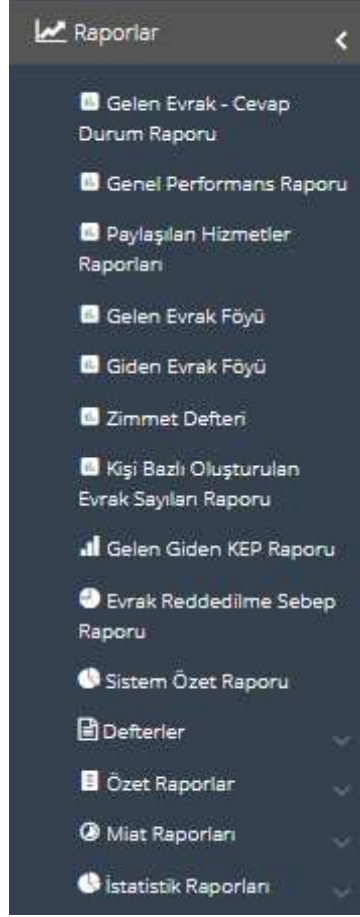 Raporlar
Gelen Evrak - Cevap
Durum Raporu
Genel Performans Raporu
Paylaşılan Hizmetler
Raporları
Gelen Evrak Föyü
Giden Evrak Föyü
Zimmet Defteri
Kişi Bazlı Oluşturulan
Evrak Sayıları Raporu
Gelen Giden KEP Raporu
Evrak Reddedilme Sebep
Raporu
Sistem Özet Raporu
Defterler
Özet Raporlar
Miat Raporları
İstatistik Raporları